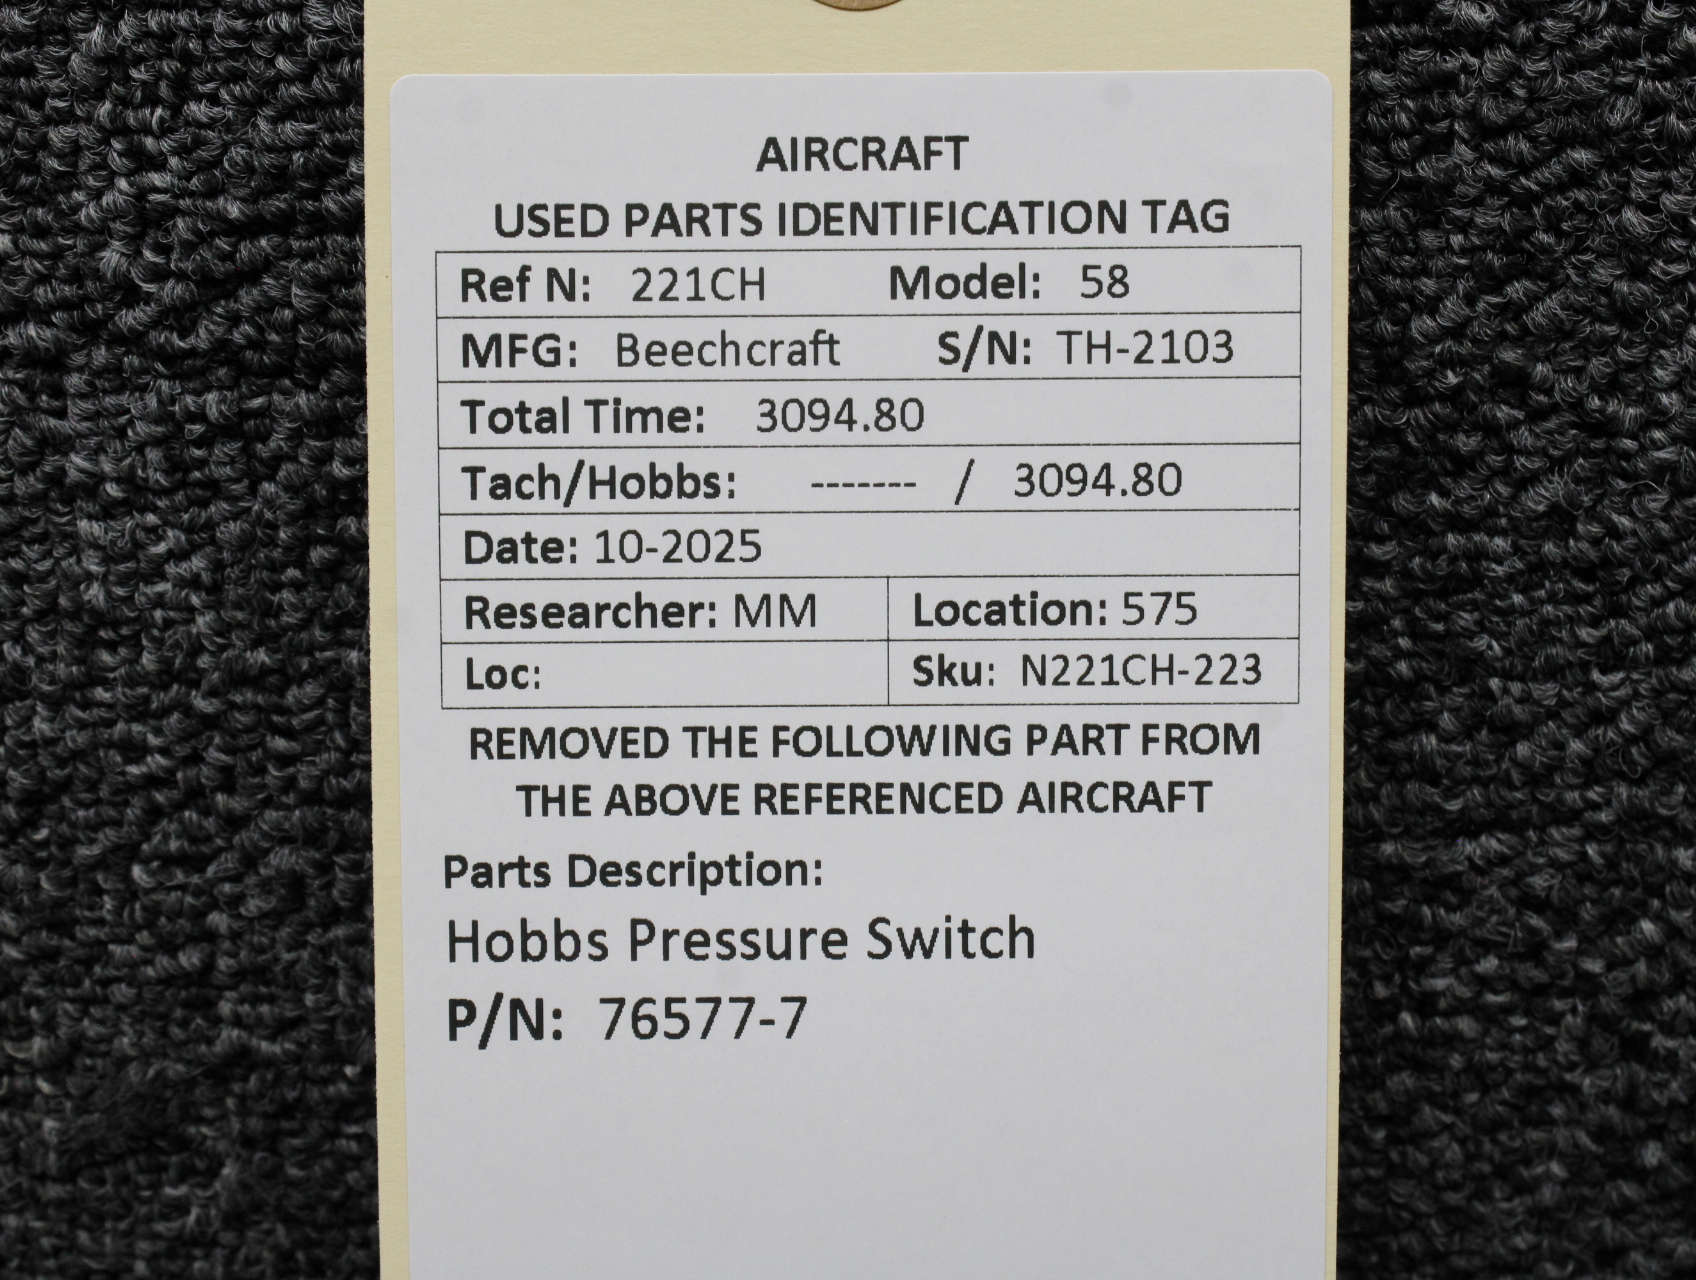 AIRCRAFT
USED PARTS IDENTIFICATION TAG
Ref N: 221CH Model: 58
MFG: Beechcraft S/N: TH-2103
Total Time: 3094.80
Tach/Hobbs: ------- / 3094.80
Date: 10-2025
Researcher: MM Location: 575
Loc: Sku: N221CH-223
REMOVED THE FOLLOWING PART FROM
THE ABOVE REFERENCED AIRCRAFT
Parts Description:
Hobbs Pressure Switch
P/N: 76577-7